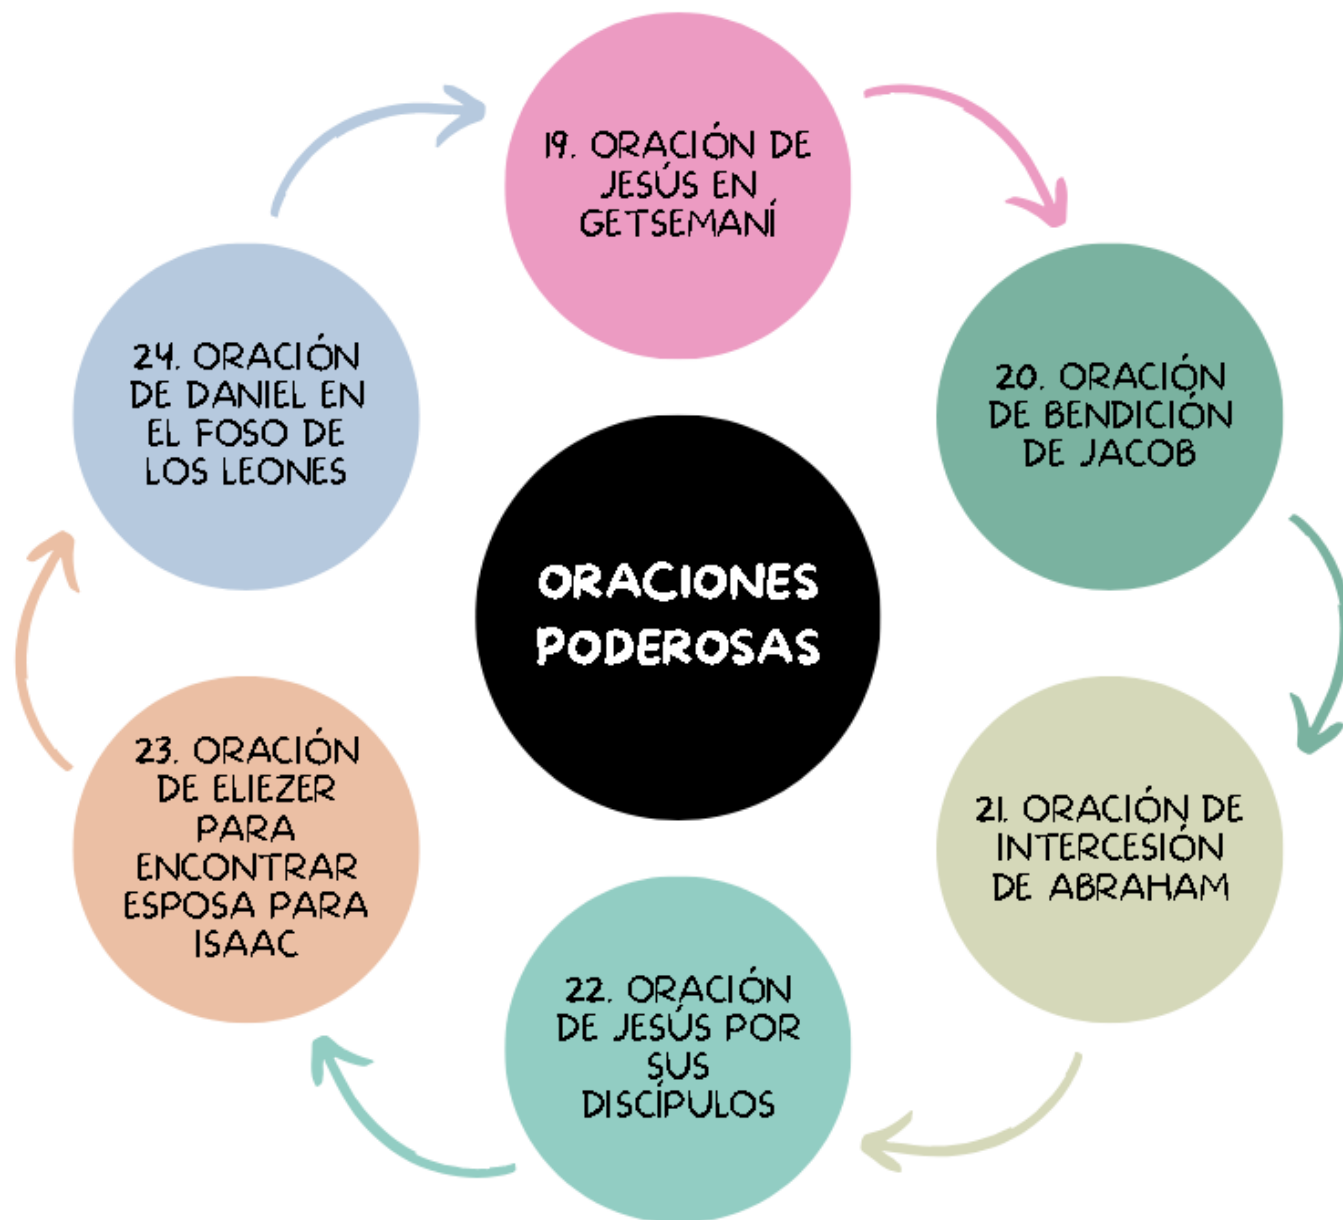 19. ORACIÓN DE
JESÚS EN
GETSEMANÍ
20. ORACIÓN
DE BENDICIÓN
DE JACOB
21. ORACIÓN DE
INTERCESIÓN
DE ABRAHAM
22. ORACIÓN
DE JESÚS POR
SUS
DISCÍPULOS
23. ORACIÓN
DE ELIEZER
PARA
ENCONTRAR
ESPOSA PARA
ISAAC
24. ORACIÓN
DE DANIEL EN
EL FOSO DE
LOS LEONES
ORACIONES
PODEROSAS